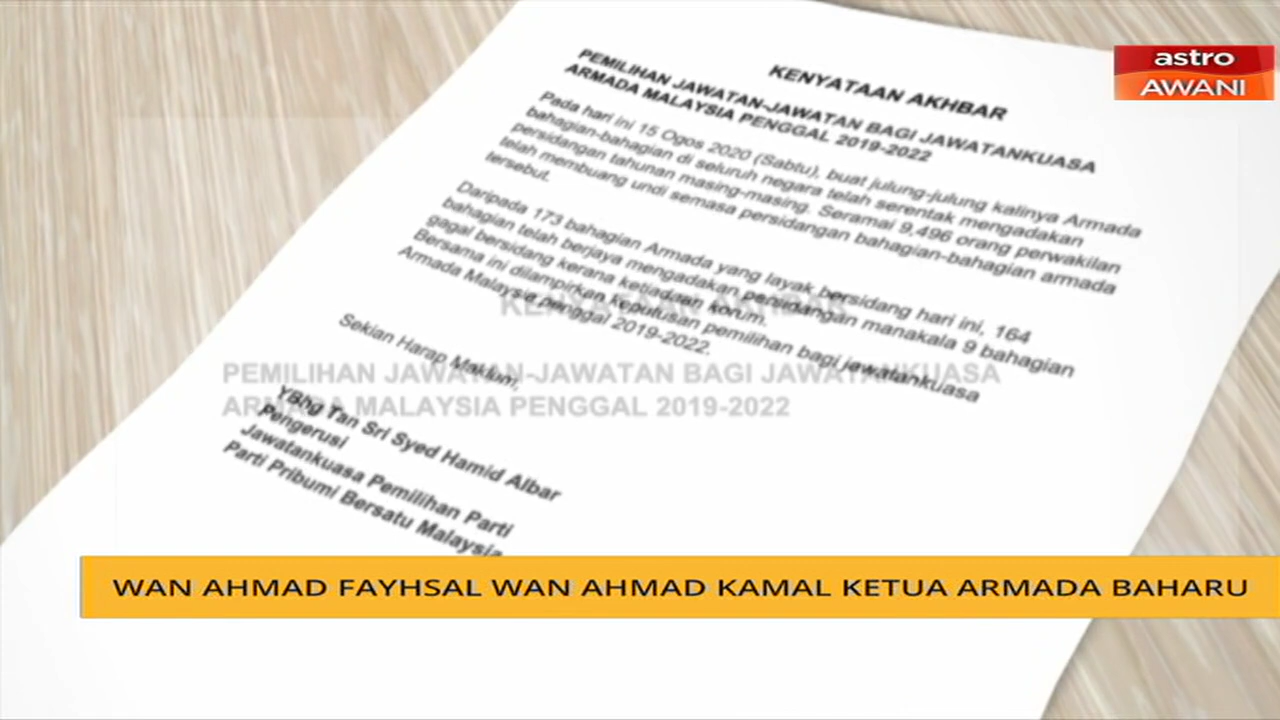 astro
AWANI
KENYATAAN AKHBAR
PEMILIHAN JAWATAN-JAWATAN BAGI JAWATANKUASA
ARMADA MALAYSIA PENGGAL 2019-2022
Pada hari ini 15 Ogos 2020 (Sabtu), buat julung-julung kalinya Armada
bahagian-bahagian di seluruh negara telah serentak mengadakan
persidangan tahunan masing-masing. Seramai 9,496 orang perwakilan
telah membuang undi semasa persidangan bahagian-bahagian armada
tersebut.
Daripada 173 bahagian Armada yang layak bersidang hari ini, 164
bahagian telah berjaya mengadakan persidangan manakala 9 bahagian
gagal bersidang kerana ketiadaan korum.
Bersama ini dilampirkan keputusan pemilihan bagi jawatankuasa
Armada Malaysia penggal 2019-2022.
KENYATAAN AKHBAR
Sekian Harap Maklum,
PEMILIHAN JAWATAN-JAWATAN BAGI JAWATANKUASA
ARMADA MALAYSIA PENGGAL 2019-2022
YBhg Tan Sri Syed Hamid Albar
Pengerusi
Jawatankuasa Pemilihan Parti
Parti Pribumi Bersatu Malaysia
WAN AHMAD FAYHSAL WAN AHMAD KAMAL KETUA ARMADA BAHARU